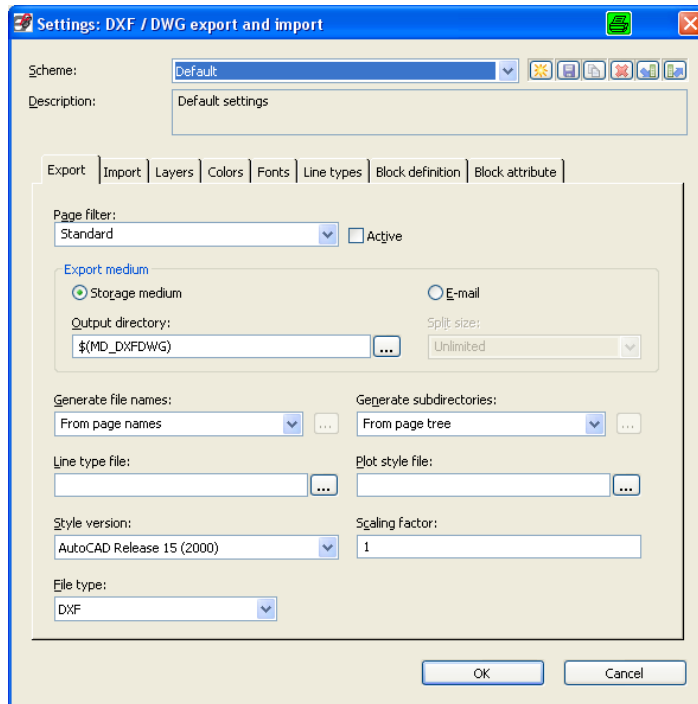 Settings: DXF / DWG export and import
Scheme: Default
Description: Default settings
Export Import Layers Colors Fonts Line types Block definition Block attribute
Page filter:
Standard Active
Export medium
Storage medium E-mail
Output directory: Split size:
$(MD_DXFDWG) ... Unlimited
Generate file names: Generate subdirectories:
From page names ... From page tree ...
Line type file: Plot style file:
... ...
Style version: Scaling factor:
AutoCAD Release 15 (2000) 1
File type:
DXF
OK Cancel